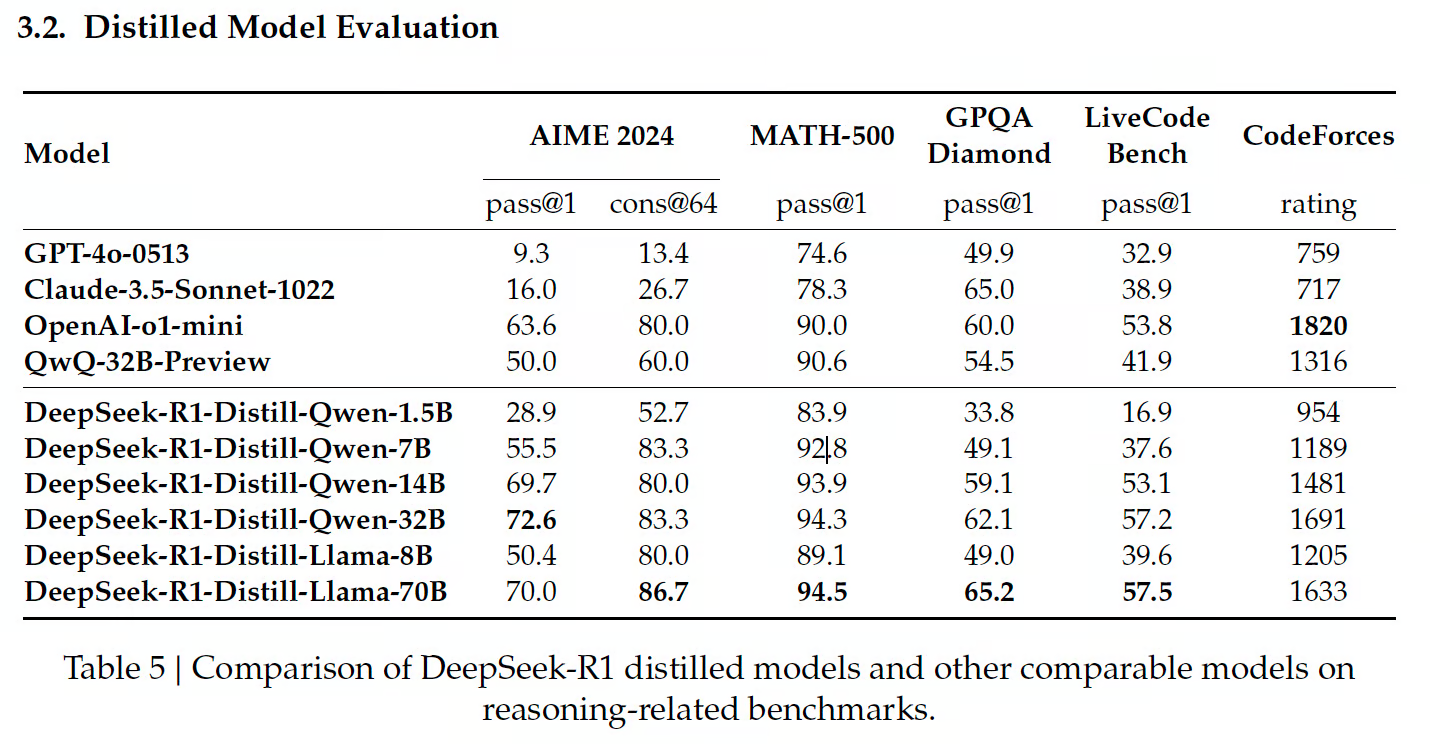 3.2. Distilled Model Evaluation
Model AIME 2024 MATH-500 GPQA Diamond LiveCode Bench CodeForces
pass@1 cons@64 pass@1 pass@1 pass@1 rating
GPT-4o-0513 9.3 13.4 74.6 49.9 32.9 759
Claude-3.5-Sonnet-1022 16.0 26.7 78.3 65.0 38.9 717
OpenAI-o1-mini 63.6 80.0 90.0 60.0 53.8 1820
QwQ-32B-Preview 50.0 60.0 90.6 54.5 41.9 1316
DeepSeek-R1-Distill-Qwen-1.5B 28.9 52.7 83.9 33.8 16.9 954
DeepSeek-R1-Distill-Qwen-7B 55.5 83.3 92.8 49.1 37.6 1189
DeepSeek-R1-Distill-Qwen-14B 69.7 80.0 93.9 59.1 53.1 1481
DeepSeek-R1-Distill-Qwen-32B 72.6 83.3 94.3 62.1 57.2 1691
DeepSeek-R1-Distill-Llama-8B 50.4 80.0 89.1 49.0 39.6 1205
DeepSeek-R1-Distill-Llama-70B 70.0 86.7 94.5 65.2 57.5 1633
Table 5 | Comparison of DeepSeek-R1 distilled models and other comparable models on
reasoning-related benchmarks.